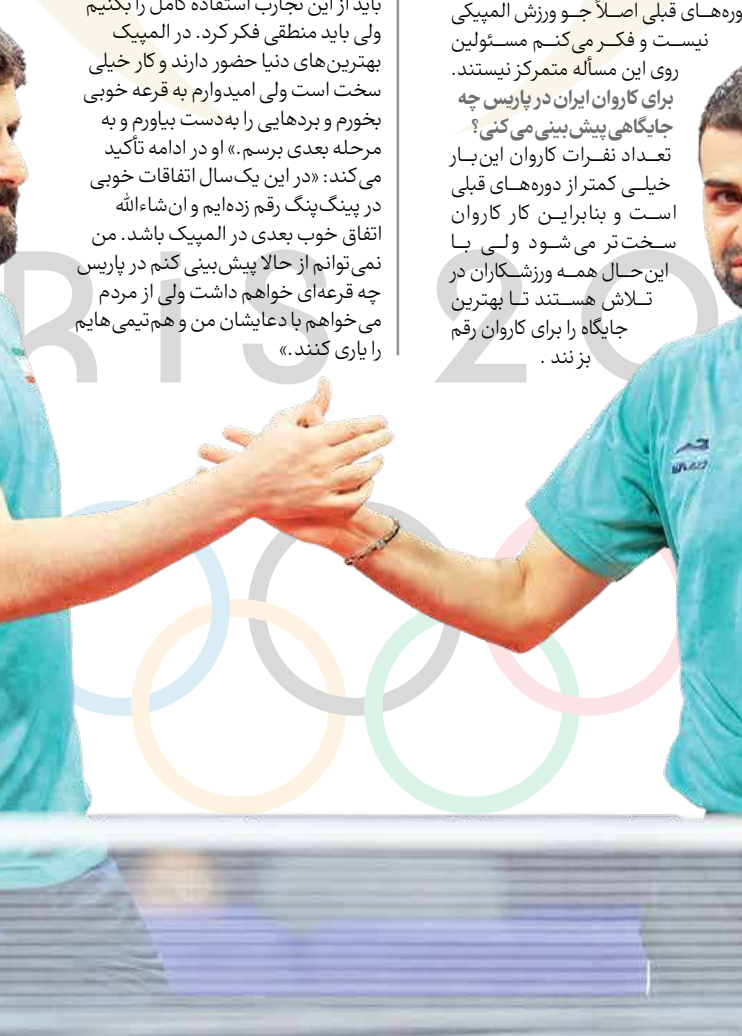 دوره‌های قبلی اصلاً جو ورزش المپیکی
نیست و فکر می‌کنم مسئولین
روی این مسأله متمرکز نیستند.
برای کاروان ایران در پاریس چه
جایگاهی پیش‌بینی می‌کنی؟
تعداد نفرات کاروان این‌بار
خیلی کمتر از دوره‌های قبلی
است و بنابراین کار کاروان
سخت‌تر می‌شود ولی با
این‌حال همه ورزشکاران در
تلاش هستند تا بهترین
جایگاه را برای کاروان رقم
بزنند .
باید از این تجارب استفاده کامل را بکنیم
ولی باید منطقی فکر کرد. در المپیک
بهترین‌های دنیا حضور دارند و کار خیلی
سخت است ولی امیدوارم به قرعه خوبی
بخورم و بردهایی را به‌دست بیاورم و به
مرحله بعدی برسم.» او در ادامه تأکید
می‌کند: «در این یک‌سال اتفاقات خوبی
در پینگ‌پنگ رقم زده‌ایم و ان‌شاءالله
اتفاق خوب بعدی در المپیک باشد. من
نمی‌توانم از حالا پیش‌بینی کنم در پاریس
چه قرعه‌ای خواهم داشت ولی از مردم
می‌خواهم با دعایشان من و هم‌تیمی‌هایم
را یاری کنند.»
RIS 20